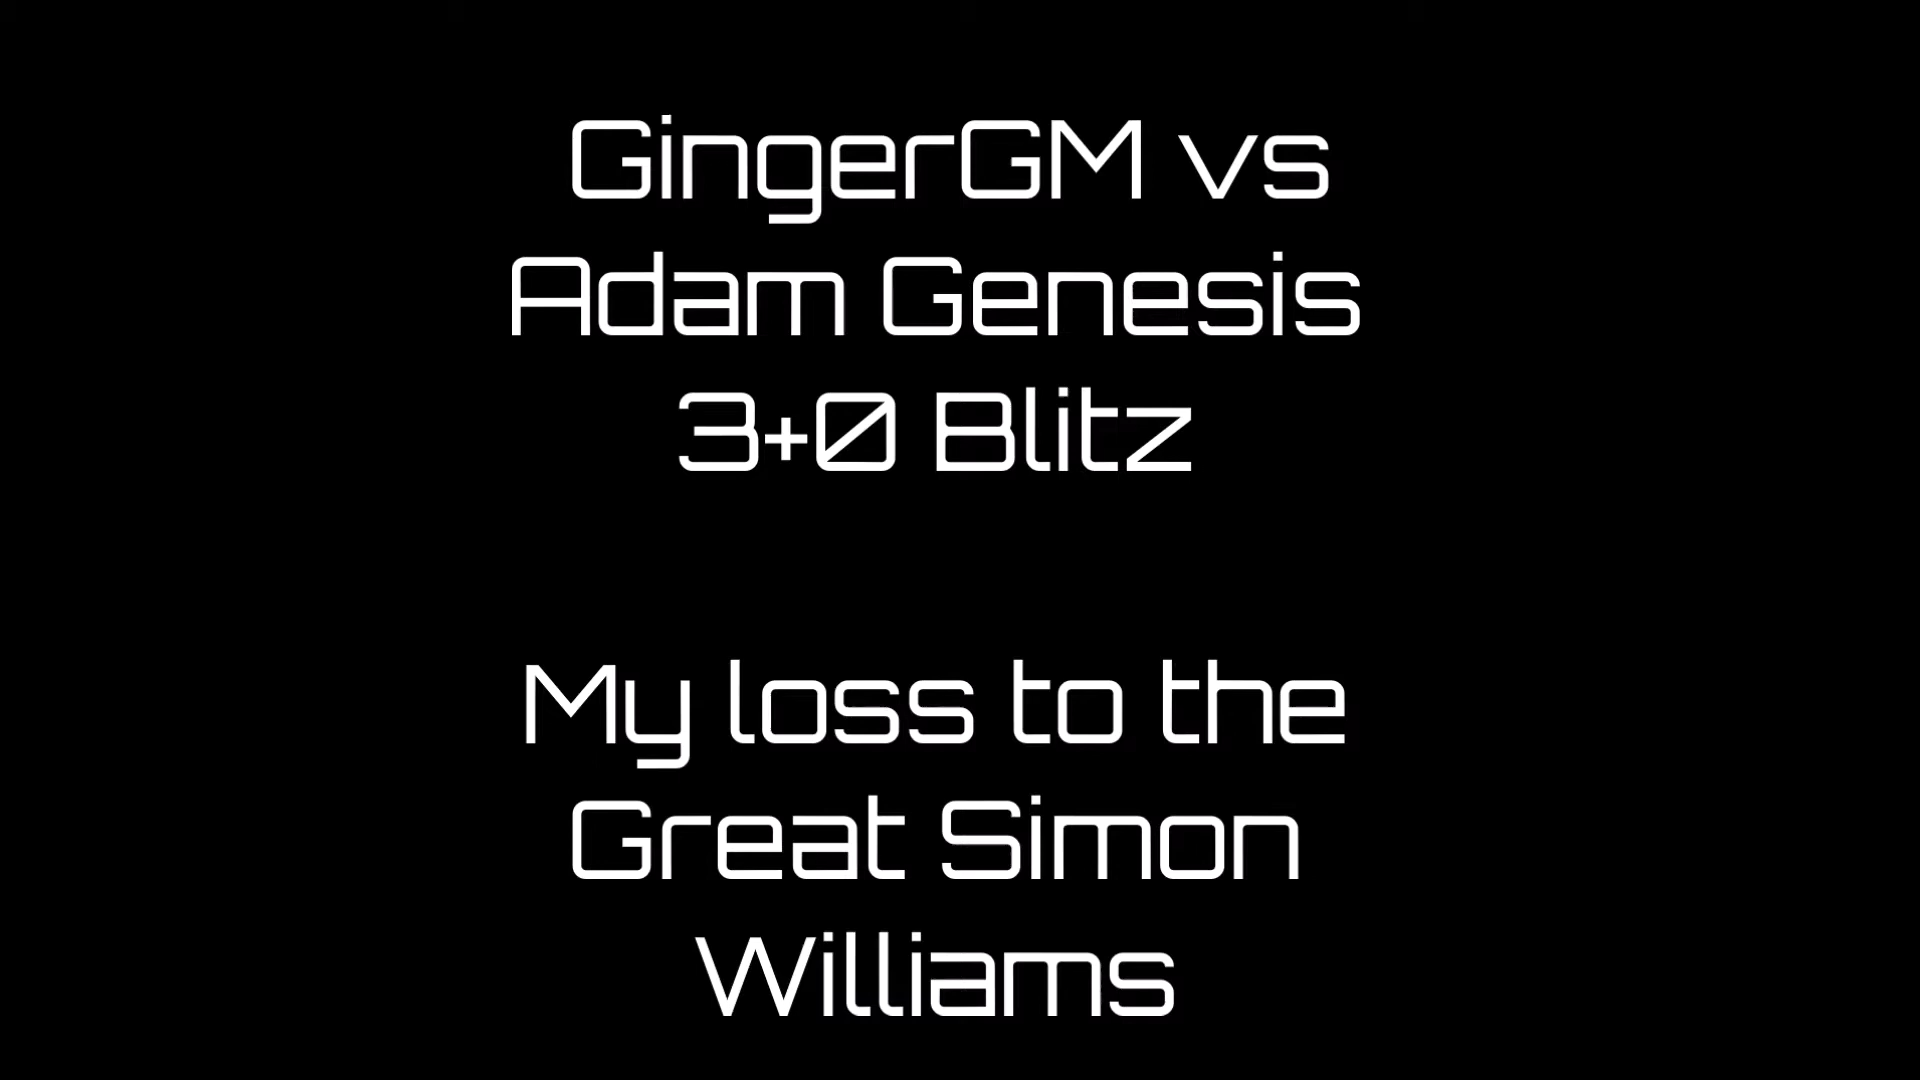 GingerGM vs
Adam Genesis
3+0 Blitz
My loss to the
Great Simon
Williams